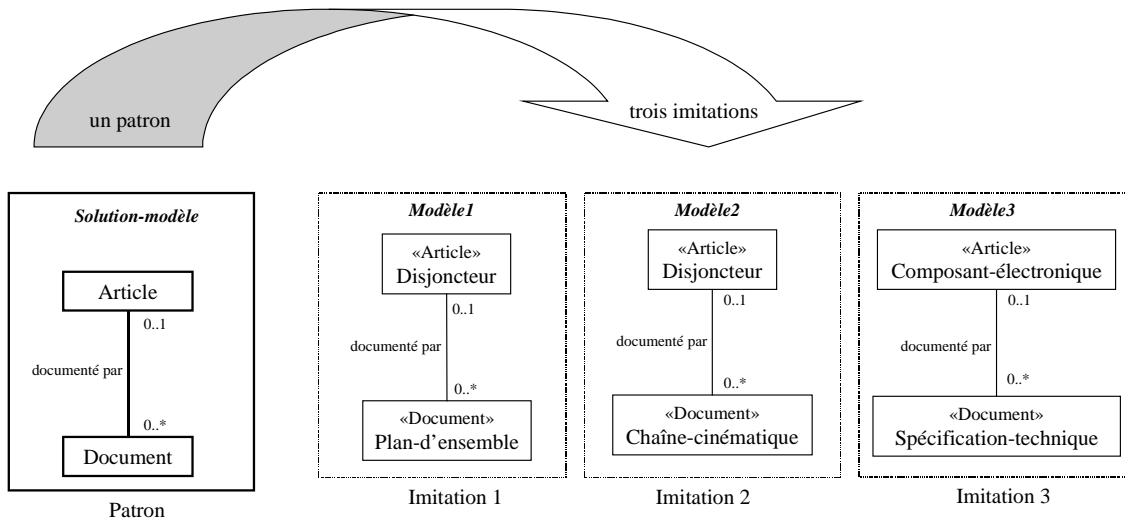 un patron
trois imitations
Solution-modèle
Article
0..1
documenté par
0..*
Document
Patron
Modèle1
«Article»
Disjoncteur
0..1
documenté par
0..*
«Document»
Plan-d'ensemble
Imitation 1
Modèle2
«Article»
Disjoncteur
0..1
documenté par
0..*
«Document»
Chaîne-cinématique
Imitation 2
Modèle3
«Article»
Composant-électronique
0..1
documenté par
0..*
«Document»
Spécification-technique
Imitation 3